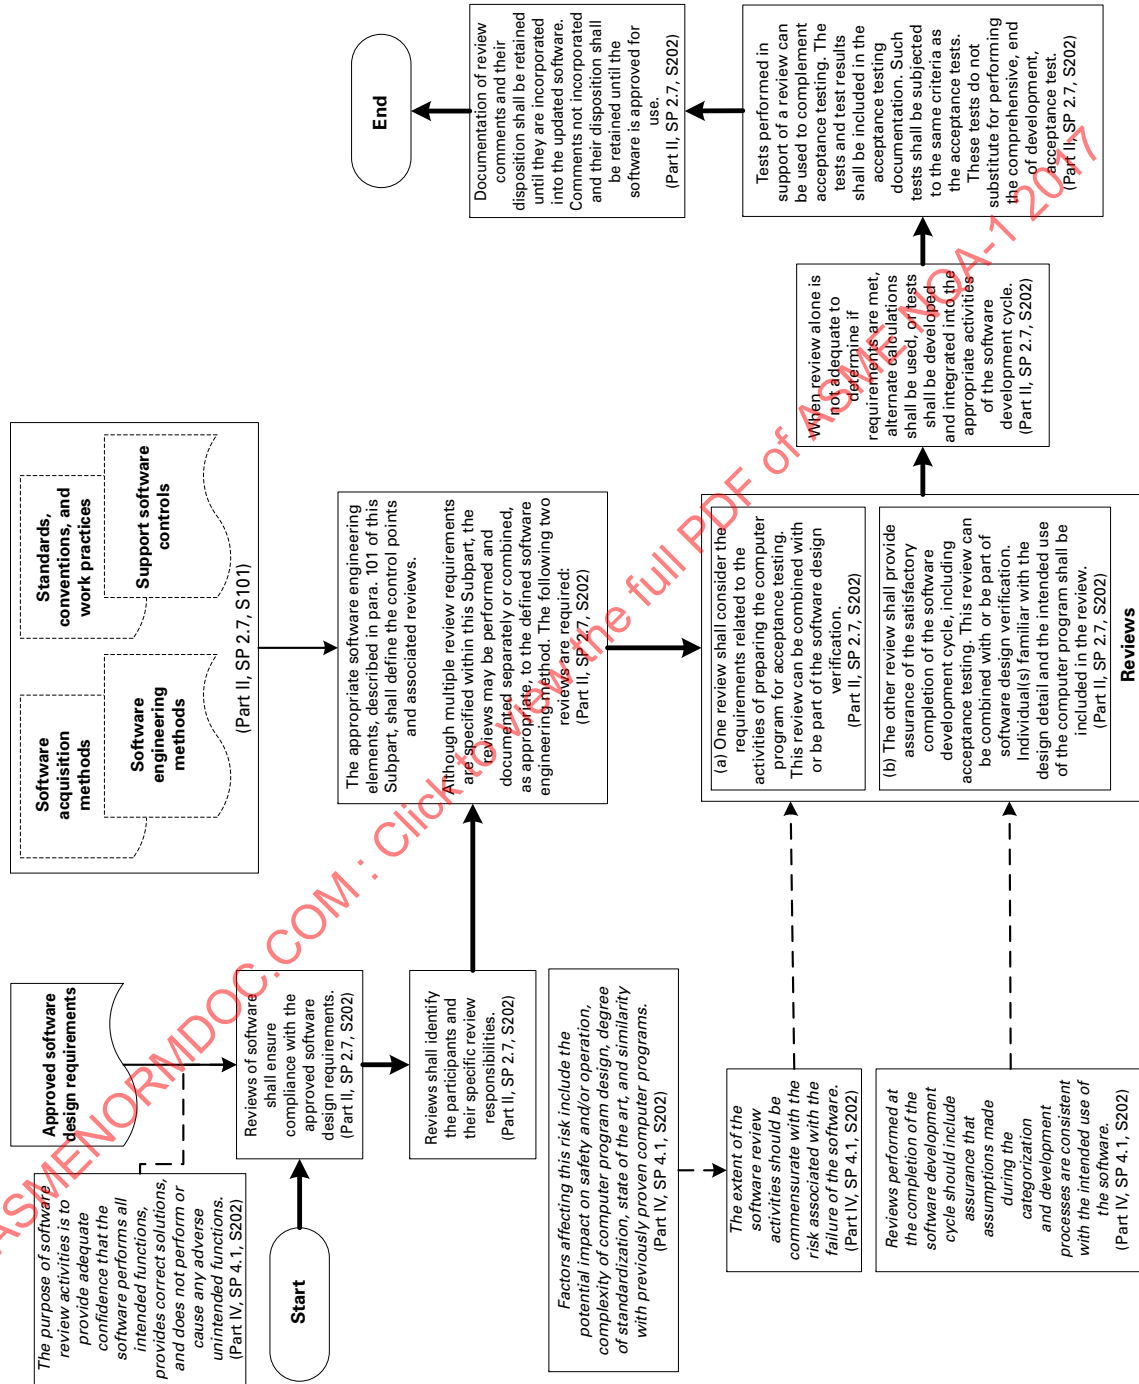 The purpose of software
review activities is to
provide adequate
confidence that the
software performs all
intended functions,
provides correct solutions,
and does not perform or
cause any adverse
unintended functions.
(Part IV, SP 4.1, S202)
Approved software
design requirements
Start
Reviews of software
shall ensure
compliance with the
approved software
design requirements.
(Part II, SP 2.7, S202)
Reviews shall identify
the participants and
their specific review
responsibilities.
(Part II, SP 2.7, S202)
Software
acquisition
methods
Software
engineering
methods
Standards,
conventions, and
work practices
Support software
controls
(Part II, SP 2.7, S101)
The appropriate software engineering
elements, described in para. 101 of this
Subpart, shall define the control points
and associated reviews.
Although multiple review requirements
are specified within this Subpart, the
reviews may be performed and
documented separately or combined,
as appropriate, to the defined software
engineering method. The following two
reviews are required:
(Part II, SP 2.7, S202)
Factors affecting this risk include the
potential impact on safety and/or operation,
complexity of computer program design, degree
of standardization, state of the art, and similarity
with previously proven computer programs.
(Part IV, SP 4.1, S202)
The extent of the
software review
activities should be
commensurate with the
risk associated with the
failure of the software.
(Part IV, SP 4.1, S202)
Reviews performed at
the completion of the
software development
cycle should include
assurance that
assumptions made
during the
categorization
and development
processes are consistent
with the intended use of
the software.
(Part IV, SP 4.1, S202)
(a) One review shall consider the
requirements related to the
activities of preparing the computer
program for acceptance testing.
This review can be combined with
or be part of the software design
verification.
(Part II, SP 2.7, S202)
(b) The other review shall provide
assurance of the satisfactory
completion of the software
development cycle, including
acceptance testing. This review can
be combined with or be part of
software design verification.
Individual(s) familiar with the
design detail and the intended use
of the computer program shall be
included in the review.
(Part II, SP 2.7, S202)
Reviews
When review alone is
not adequate to
determine if
requirements are met,
alternate calculations
shall be used, or tests
shall be developed
and integrated into the
appropriate activities
of the software
development cycle.
(Part II, SP 2.7, S202)
Tests performed in
support of a review can
be used to complement
acceptance testing. The
tests and test results
shall be included in the
acceptance testing
documentation. Such
tests shall be subjected
to the same criteria as
the acceptance tests.
These tests do not
substitute for performing
the comprehensive, end
of development,
acceptance test.
(Part II, SP 2.7, S202)
Documentation of review
comments and their
disposition shall be retained
until they are incorporated
into the updated software.
Comments not incorporated
and their disposition shall
be retained until the
software is approved for
use.
(Part II, SP 2.7, S202)
End
ASMENORMDOC.COM : Click to view the full PDF of ASME NQA-1 2017